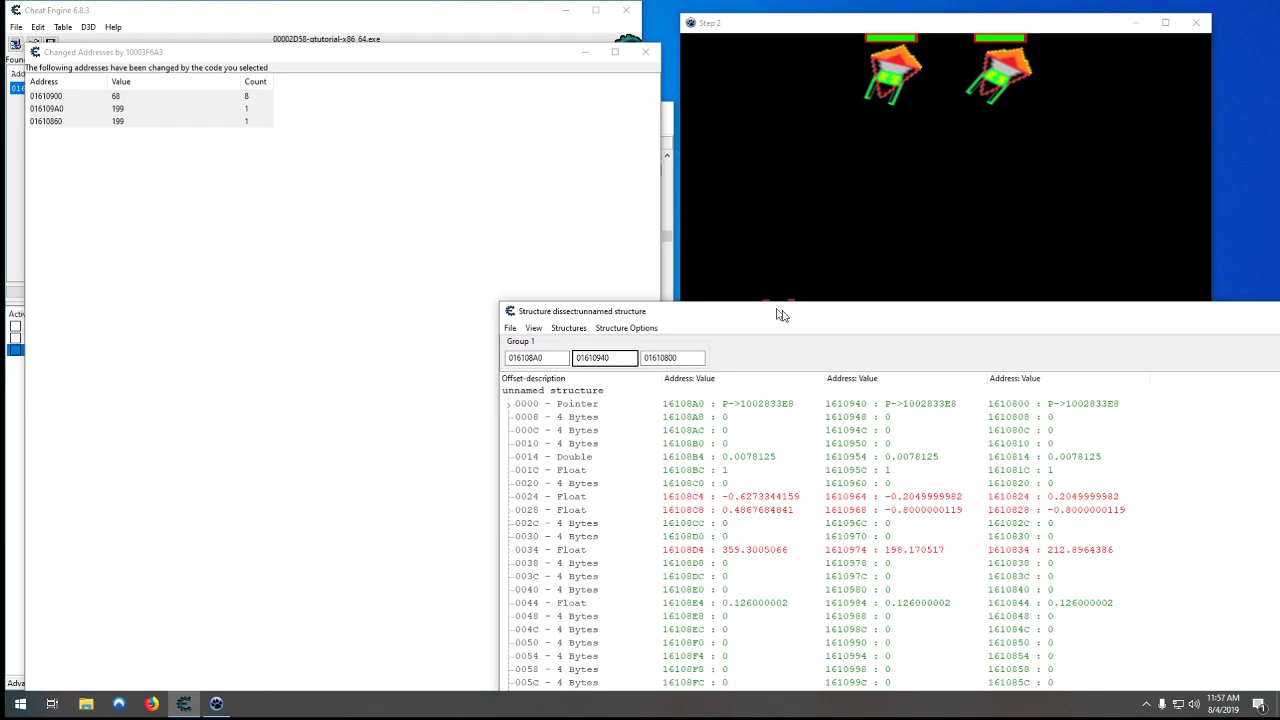 Cheat Engine 6.8.3
File Edit Table D3D Help
00002D58-gtutorial-x86_64.exe
Changed Addresses by 10003F6A3
The following addresses have been changed by the code you selected
Address Value Count
01610900 68 8
016109A0 199 1
01610860 199 1
Step 2
Structure dissect:unnamed structure
File View Structures Structure Options
Group 1
016108A0 01610940 01610800
Offset-description Address: Value Address: Value Address: Value
unnamed structure
0000 - Pointer 16108A0 : P->1002833E8 1610940 : P->1002833E8 1610800 : P->1002833E8
0008 - 4 Bytes 16108A8 : 0 1610948 : 0 1610808 : 0
000C - 4 Bytes 16108AC : 0 161094C : 0 161080C : 0
0010 - 4 Bytes 16108B0 : 0 1610950 : 0 1610810 : 0
0014 - Double 16108B4 : 0.0078125 1610954 : 0.0078125 1610814 : 0.0078125
001C - Float 16108BC : 1 161095C : 1 161081C : 1
0020 - 4 Bytes 16108C0 : 0 1610960 : 0 1610820 : 0
0024 - Float 16108C4 : -0.6273344159 1610964 : -0.2049999982 1610824 : 0.2049999982
0028 - Float 16108C8 : 0.4867684841 1610968 : -0.8000000119 1610828 : -0.8000000119
002C - 4 Bytes 16108CC : 0 161096C : 0 161082C : 0
0030 - 4 Bytes 16108D0 : 0 1610970 : 0 1610830 : 0
0034 - Float 16108D4 : 359.3005066 1610974 : 198.170517 1610834 : 212.8964386
0038 - 4 Bytes 16108D8 : 0 1610978 : 0 1610838 : 0
003C - 4 Bytes 16108DC : 0 161097C : 0 161083C : 0
0040 - 4 Bytes 16108E0 : 0 1610980 : 0 1610840 : 0
0044 - Float 16108E4 : 0.126000002 1610984 : 0.126000002 1610844 : 0.126000002
0048 - 4 Bytes 16108E8 : 0 1610988 : 0 1610848 : 0
004C - 4 Bytes 16108EC : 0 161098C : 0 161084C : 0
0050 - 4 Bytes 16108F0 : 0 1610990 : 0 1610850 : 0
0054 - 4 Bytes 16108F4 : 0 1610994 : 0 1610854 : 0
0058 - 4 Bytes 16108F8 : 0 1610998 : 0 1610858 : 0
005C - 4 Bytes 16108FC : 0 161099C : 0 161085C : 0
11:57 AM
8/4/2019